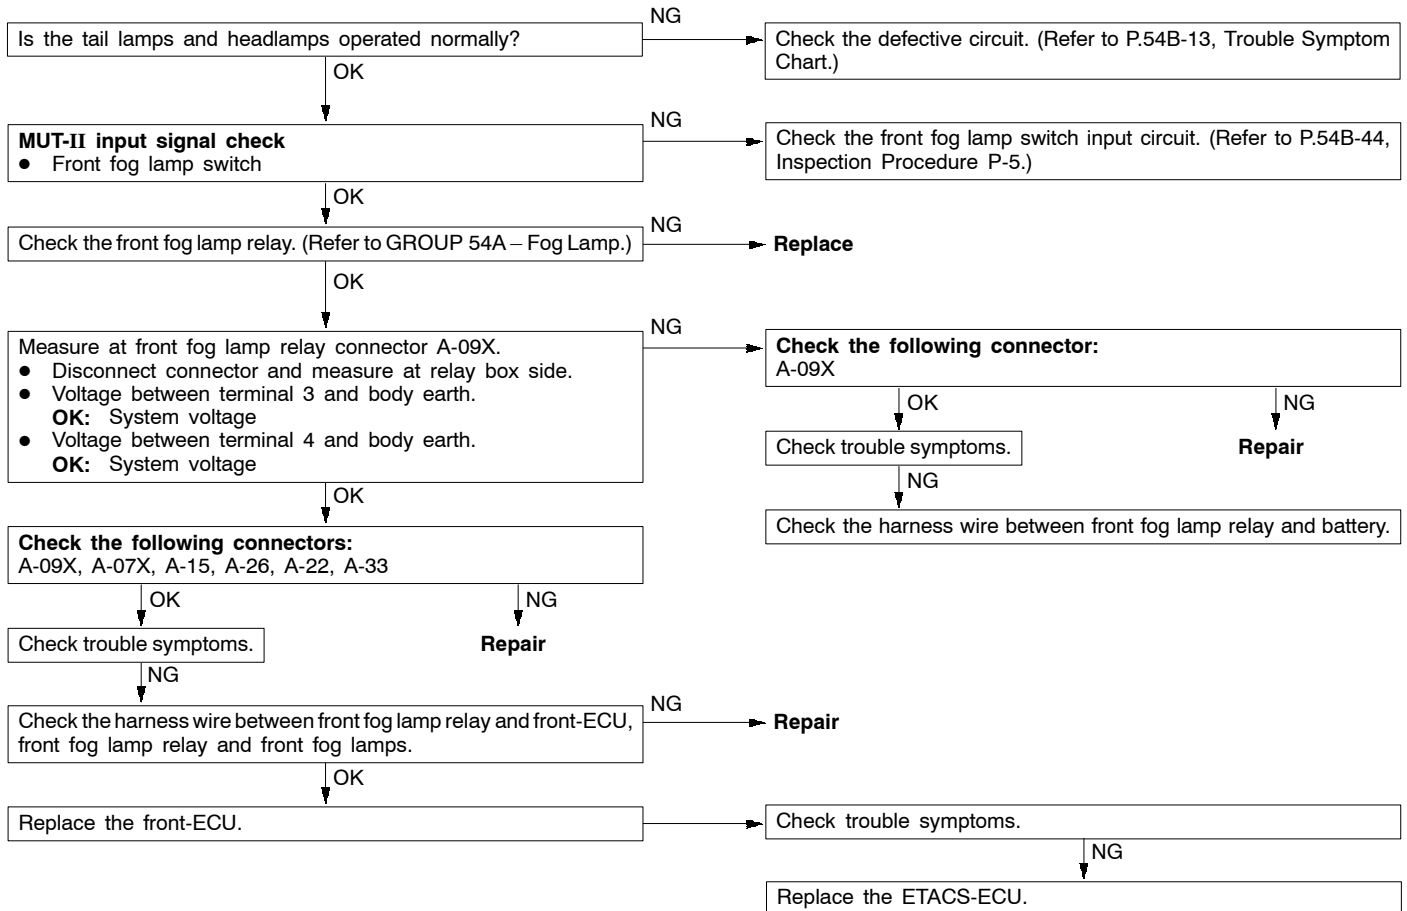 Is the tail lamps and headlamps operated normally?
NG
Check the defective circuit. (Refer to P.54B-13, Trouble Symptom
Chart.)
OK
MUT-II input signal check
● Front fog lamp switch
NG
Check the front fog lamp switch input circuit. (Refer to P.54B-44,
Inspection Procedure P-5.)
OK
Check the front fog lamp relay. (Refer to GROUP 54A – Fog Lamp.)
NG
Replace
OK
Measure at front fog lamp relay connector A-09X.
● Disconnect connector and measure at relay box side.
● Voltage between terminal 3 and body earth.
OK: System voltage
● Voltage between terminal 4 and body earth.
OK: System voltage
NG
Check the following connector:
A-09X
OK
NG
Check trouble symptoms.
Repair
NG
Check the harness wire between front fog lamp relay and battery.
OK
Check the following connectors:
A-09X, A-07X, A-15, A-26, A-22, A-33
OK
NG
Check trouble symptoms.
Repair
NG
Check the harness wire between front fog lamp relay and front-ECU,
front fog lamp relay and front fog lamps.
NG
Repair
OK
Replace the front-ECU.
Check trouble symptoms.
NG
Replace the ETACS-ECU.